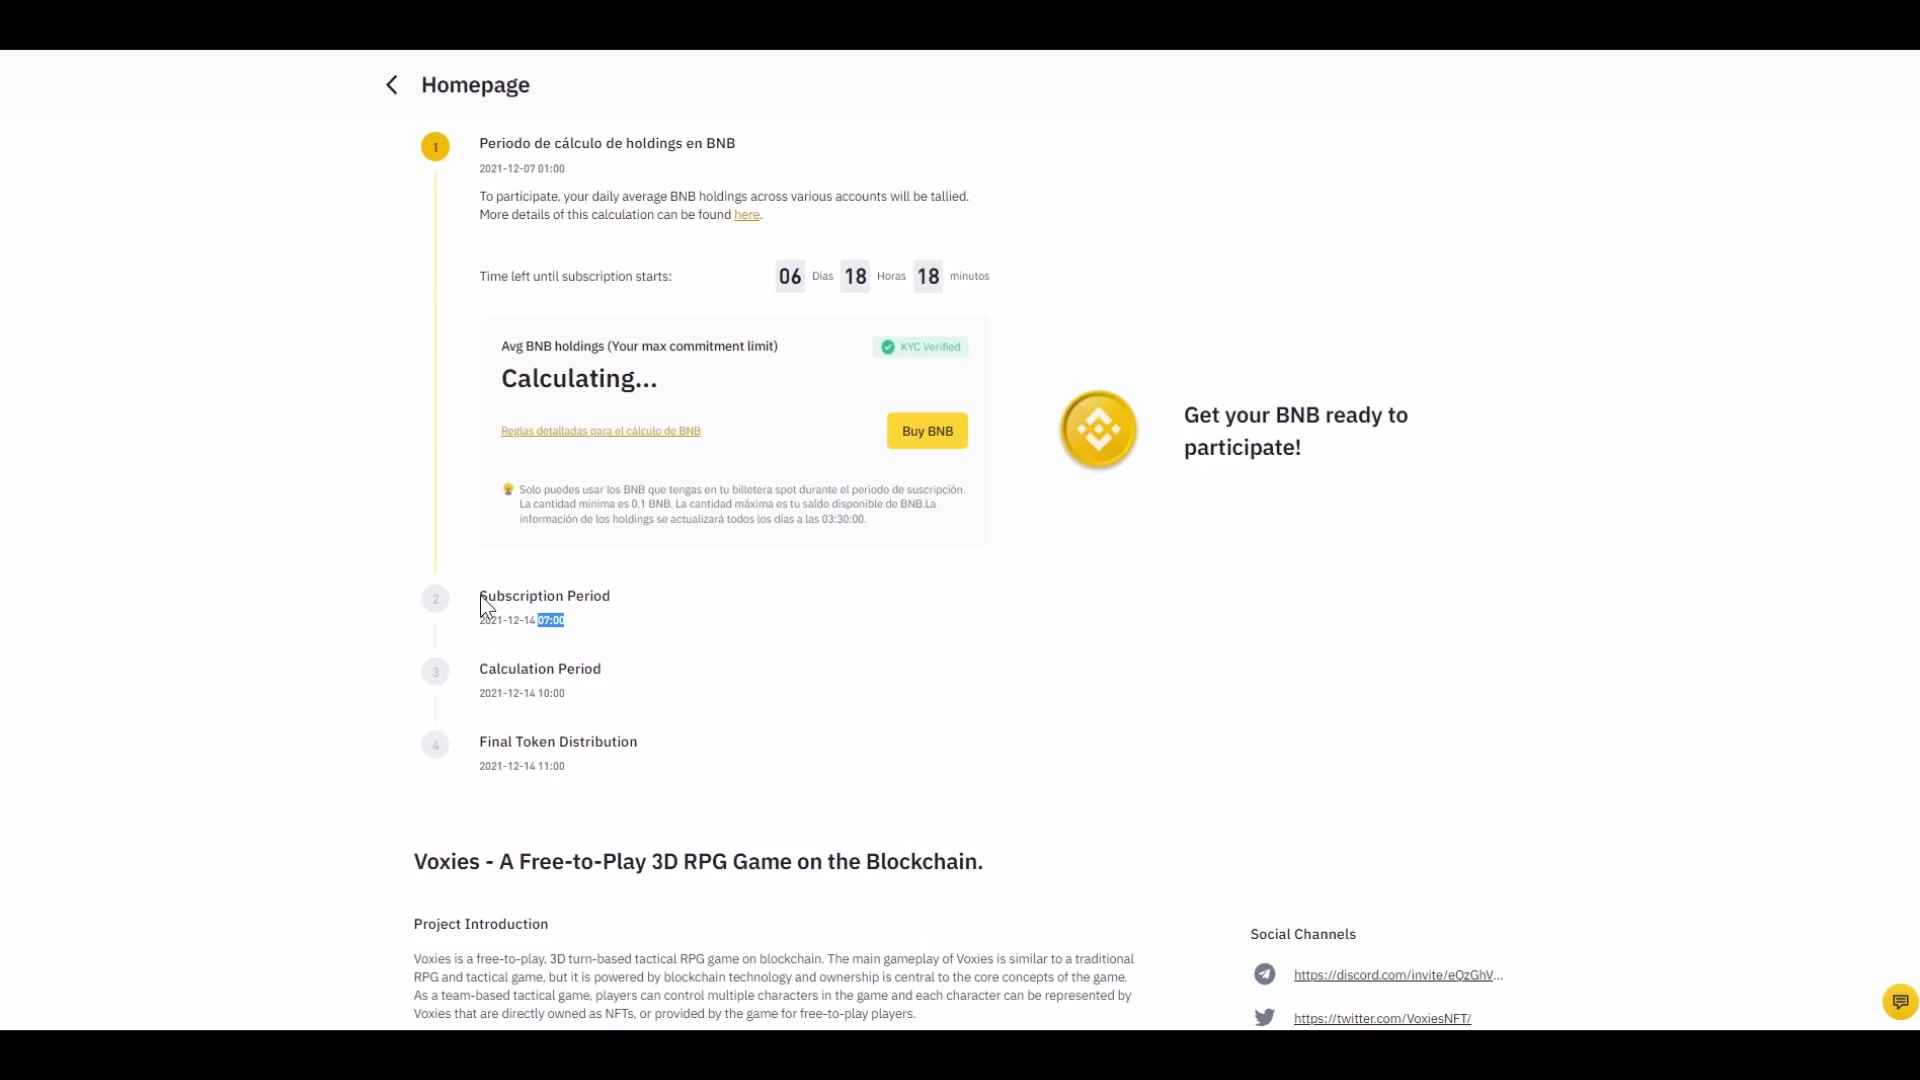 Homepage
1
Periodo de cálculo de holdings en BNB
2021-12-07 01:00
To participate, your daily average BNB holdings across various accounts will be tallied.
More details of this calculation can be found here.
Time left until subscription starts:
06 Días 18 Horas 18 minutos
Avg BNB holdings (Your max commitment limit)
KYC Verified
Calculating...
Reglas detalladas para el cálculo de BNB
Buy BNB
Solo puedes usar los BNB que tengas en tu billetera spot durante el periodo de suscripción.
La cantidad mínima es 0,1 BNB. La cantidad máxima es tu saldo disponible de BNB.La
información de los holdings se actualizará todos los días a las 03:30:00.
Get your BNB ready to
participate!
2
Subscription Period
2021-12-14 07:00
3
Calculation Period
2021-12-14 10:00
4
Final Token Distribution
2021-12-14 11:00
Voxies - A Free-to-Play 3D RPG Game on the Blockchain.
Project Introduction
Voxies is a free-to-play, 3D turn-based tactical RPG game on blockchain. The main gameplay of Voxies is similar to a traditional
RPG and tactical game, but it is powered by blockchain technology and ownership is central to the core concepts of the game.
As a team-based tactical game, players can control multiple characters in the game and each character can be represented by
Voxies that are directly owned as NFTs, or provided by the game for free-to-play players.
Social Channels
https://discord.com/invite/eQzGhV...
https://twitter.com/VoxiesNFT/